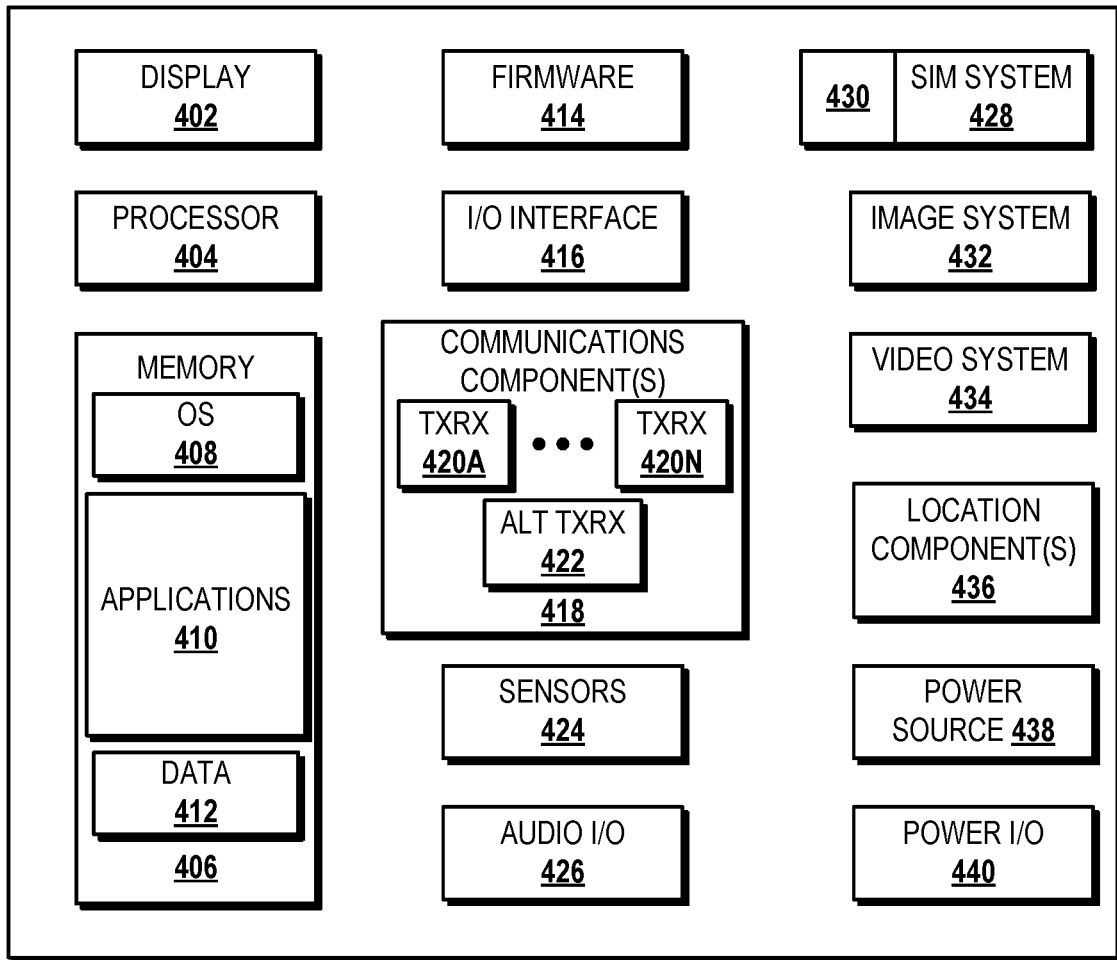 DISPLAY
402
PROCESSOR
404
MEMORY
OS
408
APPLICATIONS
410
DATA
412
406
FIRMWARE
414
I/O INTERFACE
416
COMMUNICATIONS
COMPONENT(S)
TXRX
420A
TXRX
420N
ALT TXRX
422
418
SENSORS
424
AUDIO I/O
426
430
SIM SYSTEM
428
IMAGE SYSTEM
432
VIDEO SYSTEM
434
LOCATION
COMPONENT(S)
436
POWER
SOURCE 438
POWER I/O
440